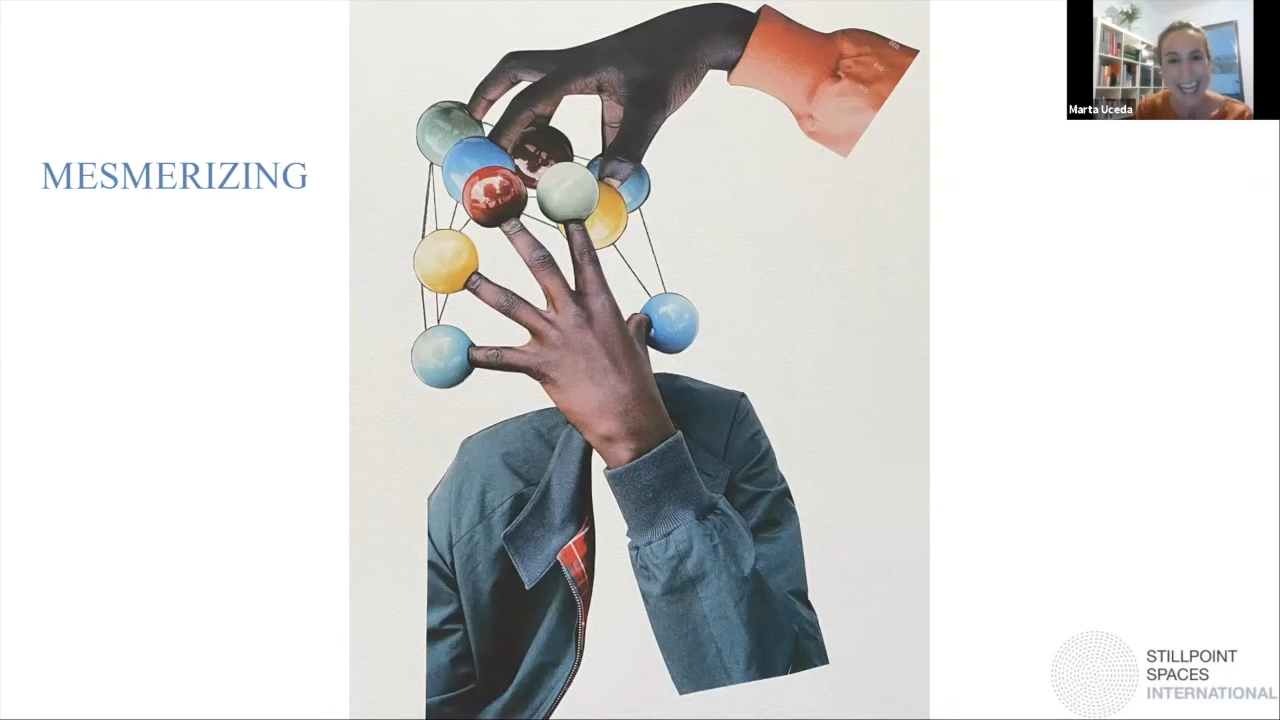 MESMERIZING
Marta Uceda
STILLPOINT
SPACES
INTERNATIONAL